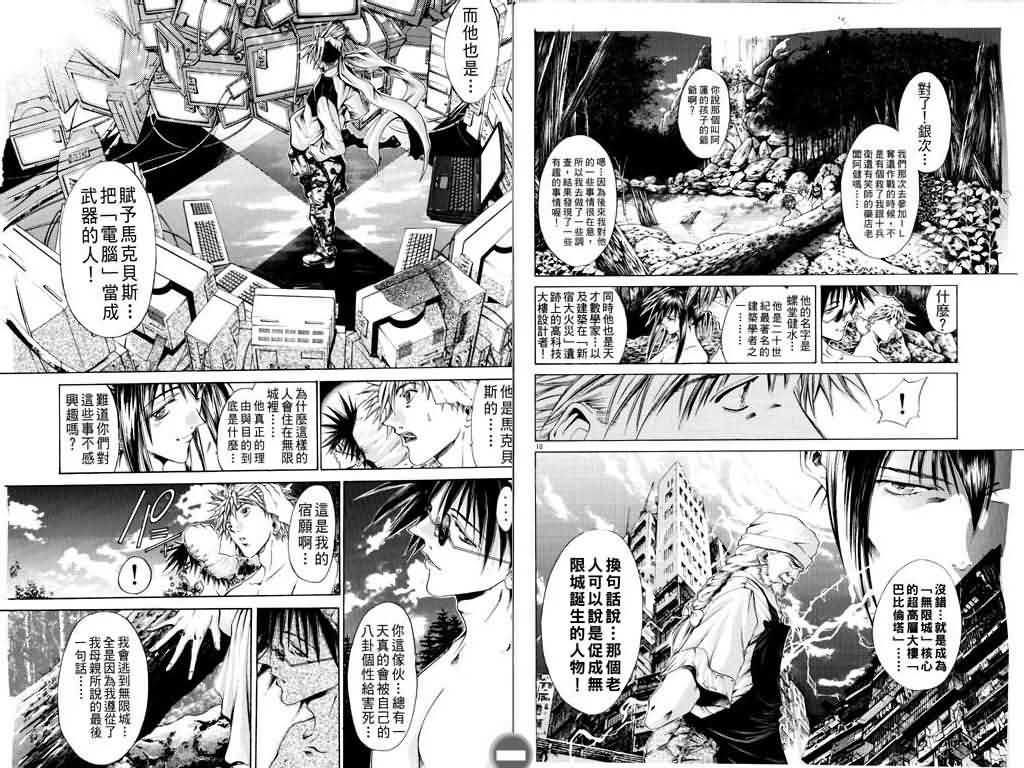 對了！銀次…
我們那次去參加ＩＬ
奪還作戰的時候，不
是有個救了我跟十兵
衛還有笑師的藥店老
闆阿健嗎……
你說那個叫阿
蓮的孩子的爺
爺啊？
嗯…因為後來我對他
的一些事情很在意，
所以我去做了一些調
查，結果發現了一些
有趣的事情喔！
什麼？
他的名字是
螺堂健水…
他是二十世
紀最著名的
建築學者之
一………
同時他也是天
才數學家…以
及建築在「新
宿大火災」遺
跡上的高科技
大樓設計者！
！
10
沒錯…就是成為
「無限城」核心
的超高層大樓「
巴比倫塔」……
換句話說…那個老
人可以說是促成無
限城誕生的人物！
而他也是…
賦予馬克貝斯…
把「電腦」當成
武器的人！
他是馬克貝
斯的…
為什麼這樣的
人會住在無限
城裡……
他真正的理
由與目的到
底是什麼…
難道你們對
這些事不感
興趣嗎？
…
這是我的
宿願啊…
！
你這傢伙…總有一
天真的會被自己的
八卦個性給害死…
我會逃到無限城…
全是因為我遵從了
我母親所說的最後
一句話……